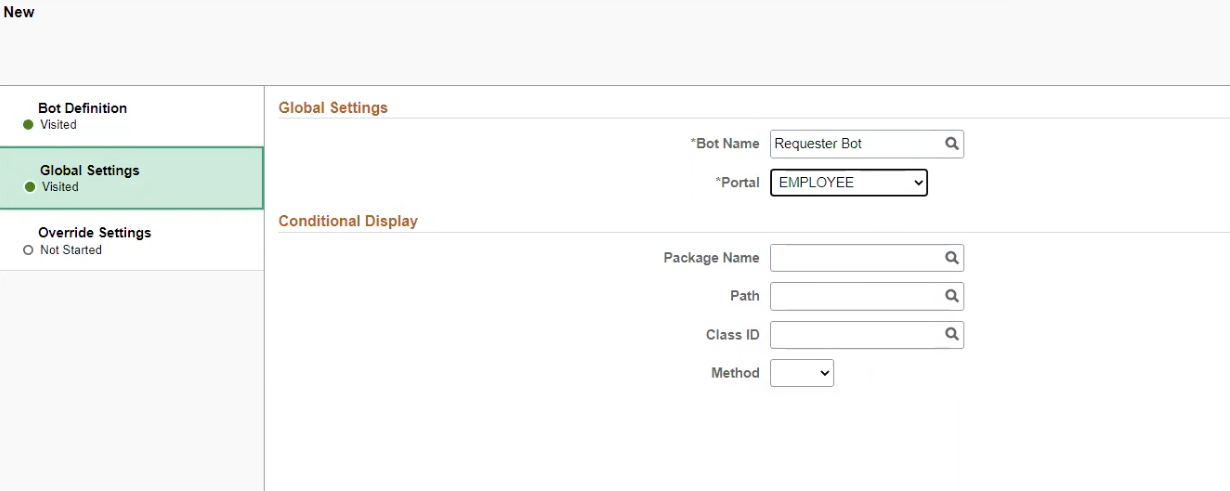 New
Bot Definition
Visited
Global Settings
Visited
Override Settings
Not Started
Global Settings
*Bot Name Requester Bot
*Portal EMPLOYEE
Conditional Display
Package Name
Path
Class ID
Method